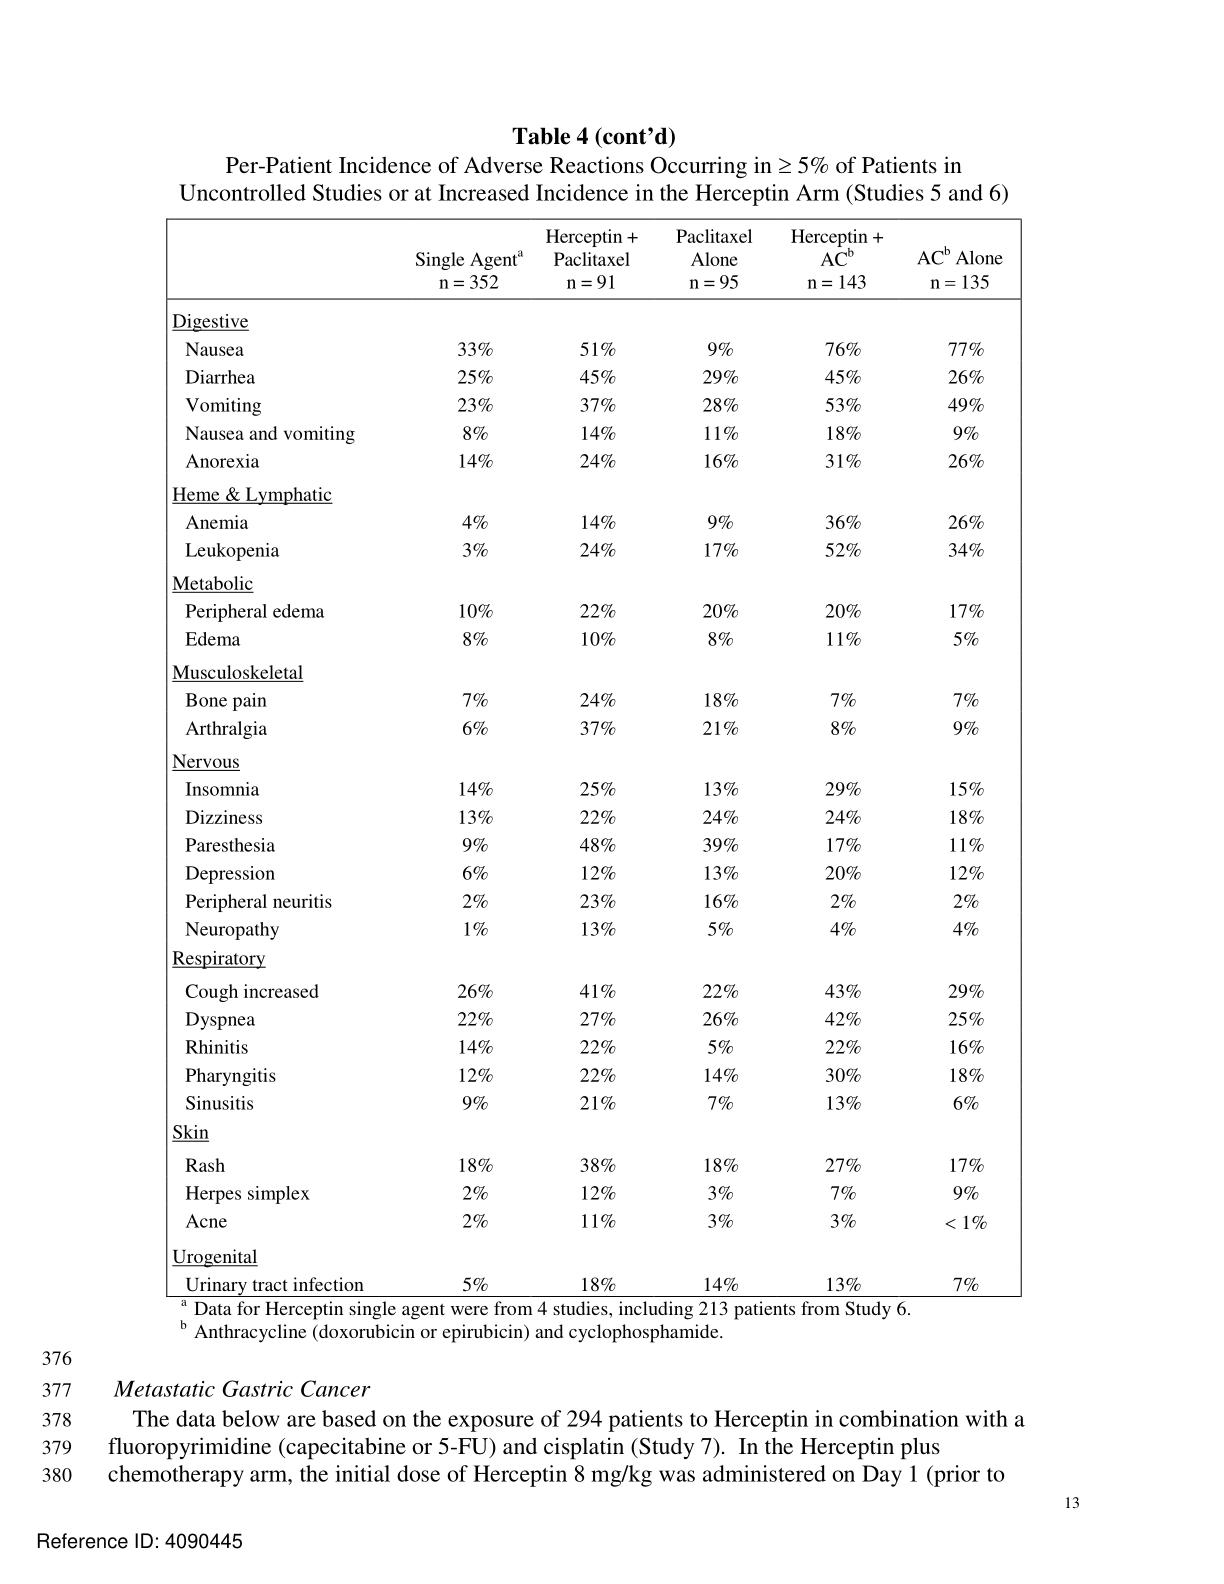 Table 4 (cont’d)
Per-Patient Incidence of Adverse Reactions Occurring in ≥ 5% of Patients in
Uncontrolled Studies or at Increased Incidence in the Herceptin Arm (Studies 5 and 6)
Single Agentᵃ n = 352 Herceptin + Paclitaxel n = 91 Paclitaxel Alone n = 95 Herceptin + ACᵇ n = 143 ACᵇ Alone n = 135
Digestive
Nausea 33% 51% 9% 76% 77%
Diarrhea 25% 45% 29% 45% 26%
Vomiting 23% 37% 28% 53% 49%
Nausea and vomiting 8% 14% 11% 18% 9%
Anorexia 14% 24% 16% 31% 26%
Heme & Lymphatic
Anemia 4% 14% 9% 36% 26%
Leukopenia 3% 24% 17% 52% 34%
Metabolic
Peripheral edema 10% 22% 20% 20% 17%
Edema 8% 10% 8% 11% 5%
Musculoskeletal
Bone pain 7% 24% 18% 7% 7%
Arthralgia 6% 37% 21% 8% 9%
Nervous
Insomnia 14% 25% 13% 29% 15%
Dizziness 13% 22% 24% 24% 18%
Paresthesia 9% 48% 39% 17% 11%
Depression 6% 12% 13% 20% 12%
Peripheral neuritis 2% 23% 16% 2% 2%
Neuropathy 1% 13% 5% 4% 4%
Respiratory
Cough increased 26% 41% 22% 43% 29%
Dyspnea 22% 27% 26% 42% 25%
Rhinitis 14% 22% 5% 22% 16%
Pharyngitis 12% 22% 14% 30% 18%
Sinusitis 9% 21% 7% 13% 6%
Skin
Rash 18% 38% 18% 27% 17%
Herpes simplex 2% 12% 3% 7% 9%
Acne 2% 11% 3% 3% < 1%
Urogenital
Urinary tract infection 5% 18% 14% 13% 7%
ᵃ Data for Herceptin single agent were from 4 studies, including 213 patients from Study 6.
ᵇ Anthracycline (doxorubicin or epirubicin) and cyclophosphamide.
376
377 Metastatic Gastric Cancer
378 The data below are based on the exposure of 294 patients to Herceptin in combination with a
379 fluoropyrimidine (capecitabine or 5-FU) and cisplatin (Study 7). In the Herceptin plus
380 chemotherapy arm, the initial dose of Herceptin 8 mg/kg was administered on Day 1 (prior to
13
Reference ID: 4090445